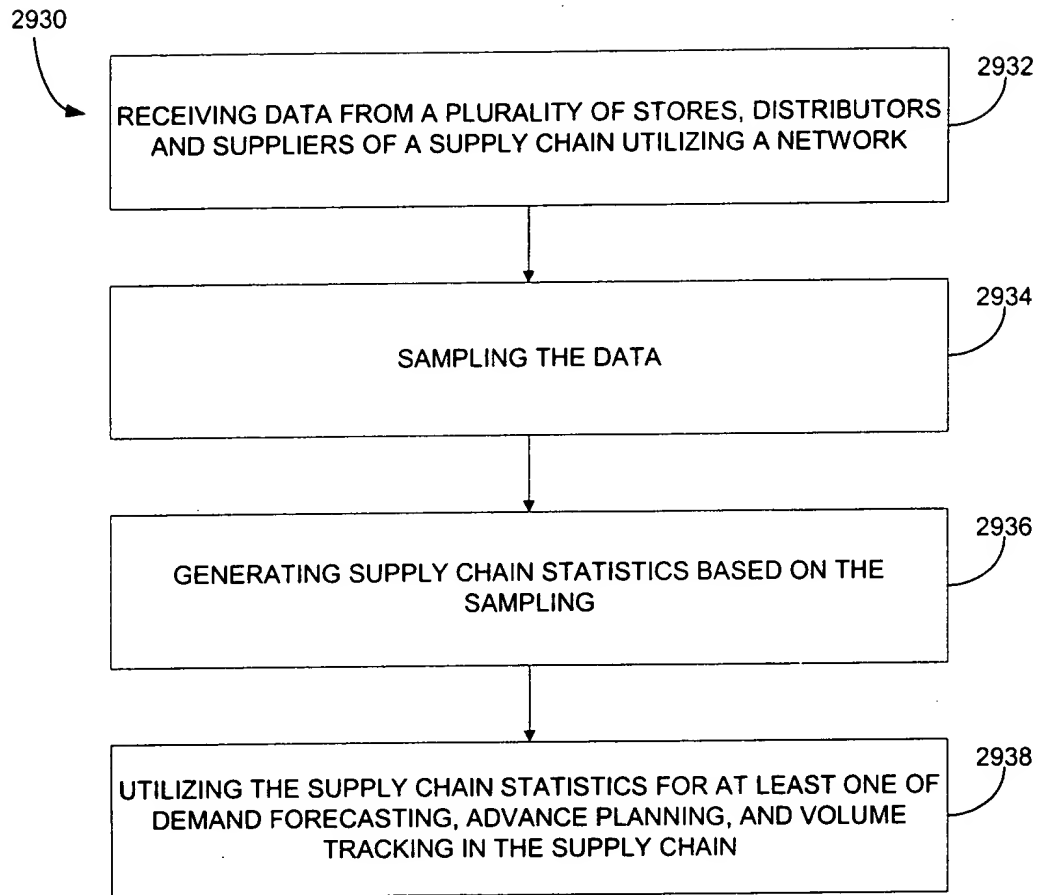 2930
2932
RECEIVING DATA FROM A PLURALITY OF STORES, DISTRIBUTORS
AND SUPPLIERS OF A SUPPLY CHAIN UTILIZING A NETWORK
2934
SAMPLING THE DATA
2936
GENERATING SUPPLY CHAIN STATISTICS BASED ON THE
SAMPLING
2938
UTILIZING THE SUPPLY CHAIN STATISTICS FOR AT LEAST ONE OF
DEMAND FORECASTING, ADVANCE PLANNING, AND VOLUME
TRACKING IN THE SUPPLY CHAIN